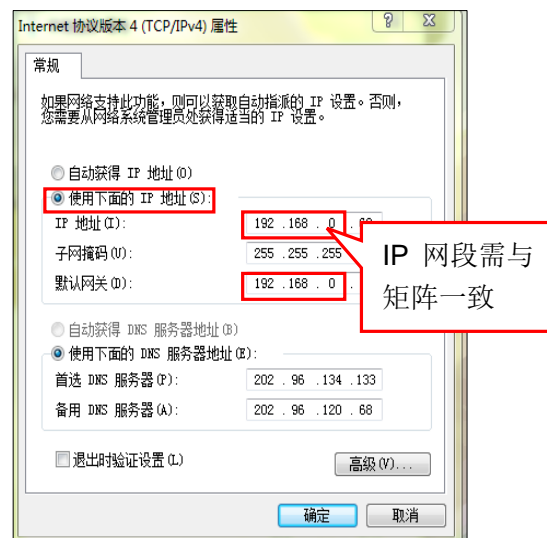 Internet 协议版本 4 (TCP/IPv4) 属性
常规
如果网络支持此功能，则可以获取自动指派的 IP 设置。否则，
您需要从网络系统管理员处获得适当的 IP 设置。
自动获得 IP 地址(O)
使用下面的 IP 地址(S):
IP 地址(I): 192 .168 . 0 .
子网掩码(U): 255 .255 .255
默认网关(D): 192 .168 . 0 .
IP 网段需与
矩阵一致
自动获得 DNS 服务器地址(B)
使用下面的 DNS 服务器地址(E):
首选 DNS 服务器(P): 202 . 96 .134 .133
备用 DNS 服务器(A): 202 . 96 .120 . 68
退出时验证设置(L)
高级(V)...
确定 取消